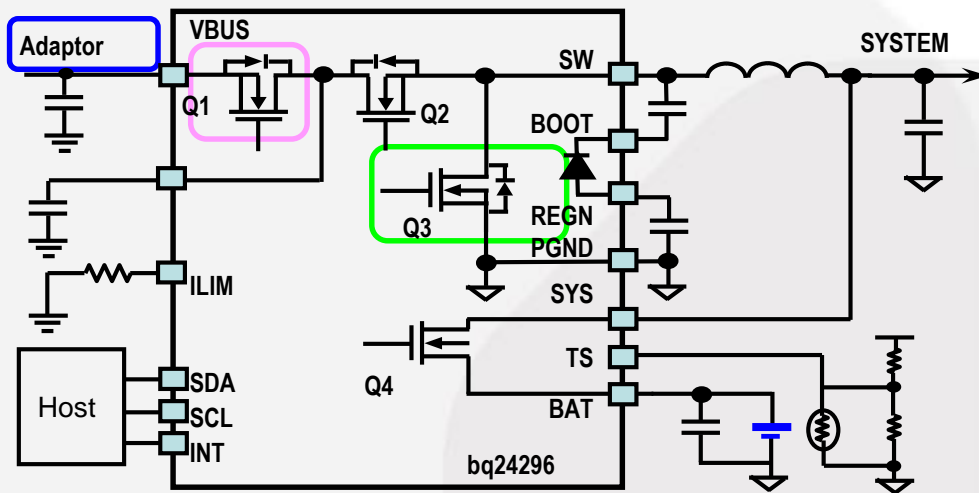 Adaptor
VBUS
SYSTEM
SW
Q1
Q2
BOOT
Q3
REGN
PGND
ILIM
SYS
TS
Q4
SDA
Host
SCL
BAT
INT
bq24296